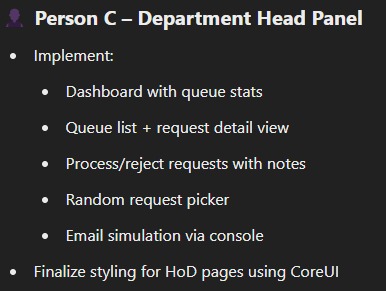 Person C – Department Head Panel
• Implement:
• Dashboard with queue stats
• Queue list + request detail view
• Process/reject requests with notes
• Random request picker
• Email simulation via console
• Finalize styling for HoD pages using CoreUI